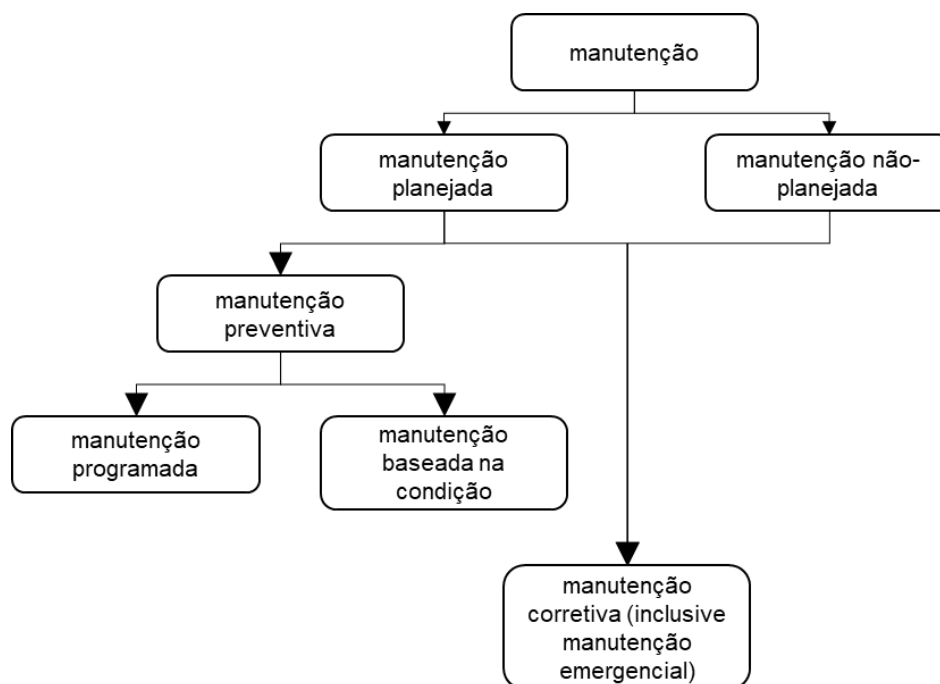 manutenção
manutenção
planejada
manutenção não-
planejada
manutenção
preventiva
manutenção
programada
manutenção
baseada na
condição
manutenção
corretiva (inclusive
manutenção
emergencial)